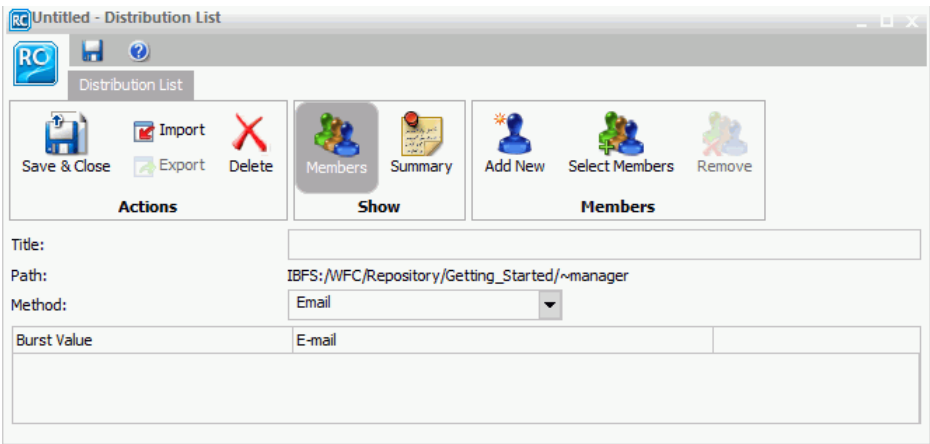 RC Untitled - Distribution List
RC
Distribution List
Save & Close
Import
Export
Delete
Actions
Members
Summary
Show
Add New
Select Members
Remove
Members
Title:
Path: IBFS:/WFC/Repository/Getting_Started/~manager
Method: Email
Burst Value E-mail